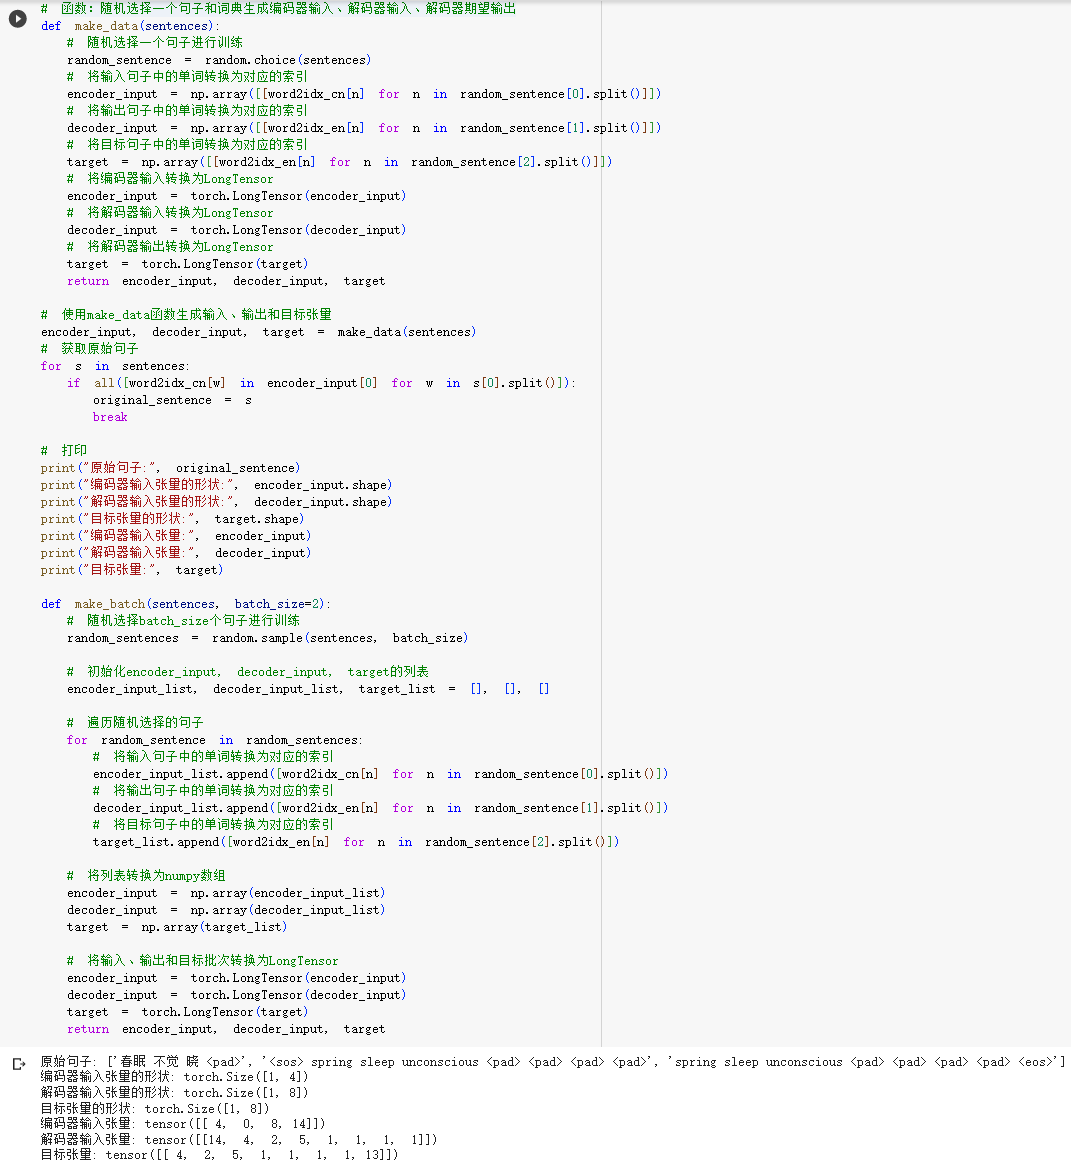 # 函数：随机选择一个句子和词典生成编码器输入、解码器输入、解码器期望输出
def make_data(sentences):
    # 随机选择一个句子进行训练
    random_sentence = random.choice(sentences)
    # 将输入句子中的单词转换为对应的索引
    encoder_input = np.array([[word2idx_cn[n] for n in random_sentence[0].split()]])
    # 将输出句子中的单词转换为对应的索引
    decoder_input = np.array([[word2idx_en[n] for n in random_sentence[1].split()]])
    # 将目标句子中的单词转换为对应的索引
    target = np.array([[word2idx_en[n] for n in random_sentence[2].split()]])
    # 将编码器输入转换为LongTensor
    encoder_input = torch.LongTensor(encoder_input)
    # 将解码器输入转换为LongTensor
    decoder_input = torch.LongTensor(decoder_input)
    # 将解码器输出转换为LongTensor
    target = torch.LongTensor(target)
    return encoder_input, decoder_input, target
# 使用make_data函数生成输入、输出和目标张量
encoder_input, decoder_input, target = make_data(sentences)
# 获取原始句子
for s in sentences:
    if all([word2idx_cn[w] in encoder_input[0] for w in s[0].split()]):
        original_sentence = s
        break
# 打印
print("原始句子:", original_sentence)
print("编码器输入张量的形状:", encoder_input.shape)
print("解码器输入张量的形状:", decoder_input.shape)
print("目标张量的形状:", target.shape)
print("编码器输入张量:", encoder_input)
print("解码器输入张量:", decoder_input)
print("目标张量:", target)
def make_batch(sentences, batch_size=2):
    # 随机选择batch_size个句子进行训练
    random_sentences = random.sample(sentences, batch_size)
    # 初始化encoder_input, decoder_input, target的列表
    encoder_input_list, decoder_input_list, target_list = [], [], []
    # 遍历随机选择的句子
    for random_sentence in random_sentences:
        # 将输入句子中的单词转换为对应的索引
        encoder_input_list.append([word2idx_cn[n] for n in random_sentence[0].split()])
        # 将输出句子中的单词转换为对应的索引
        decoder_input_list.append([word2idx_en[n] for n in random_sentence[1].split()])
        # 将目标句子中的单词转换为对应的索引
        target_list.append([word2idx_en[n] for n in random_sentence[2].split()])
    # 将列表转换为numpy数组
    encoder_input = np.array(encoder_input_list)
    decoder_input = np.array(decoder_input_list)
    target = np.array(target_list)
    # 将输入、输出和目标批次转换为LongTensor
    encoder_input = torch.LongTensor(encoder_input)
    decoder_input = torch.LongTensor(decoder_input)
    target = torch.LongTensor(target)
    return encoder_input, decoder_input, target
原始句子: ['春眠 不觉 晓 <pad>', '<sos> spring sleep unconscious <pad> <pad> <pad> <pad>', 'spring sleep unconscious <pad> <pad> <pad> <pad> <eos>']
编码器输入张量的形状: torch.Size([1, 4])
解码器输入张量的形状: torch.Size([1, 8])
目标张量的形状: torch.Size([1, 8])
编码器输入张量: tensor([[ 4, 0, 8, 14]])
解码器输入张量: tensor([[14, 4, 2, 5, 1, 1, 1, 1]])
目标张量: tensor([[ 4, 2, 5, 1, 1, 1, 1, 13]])